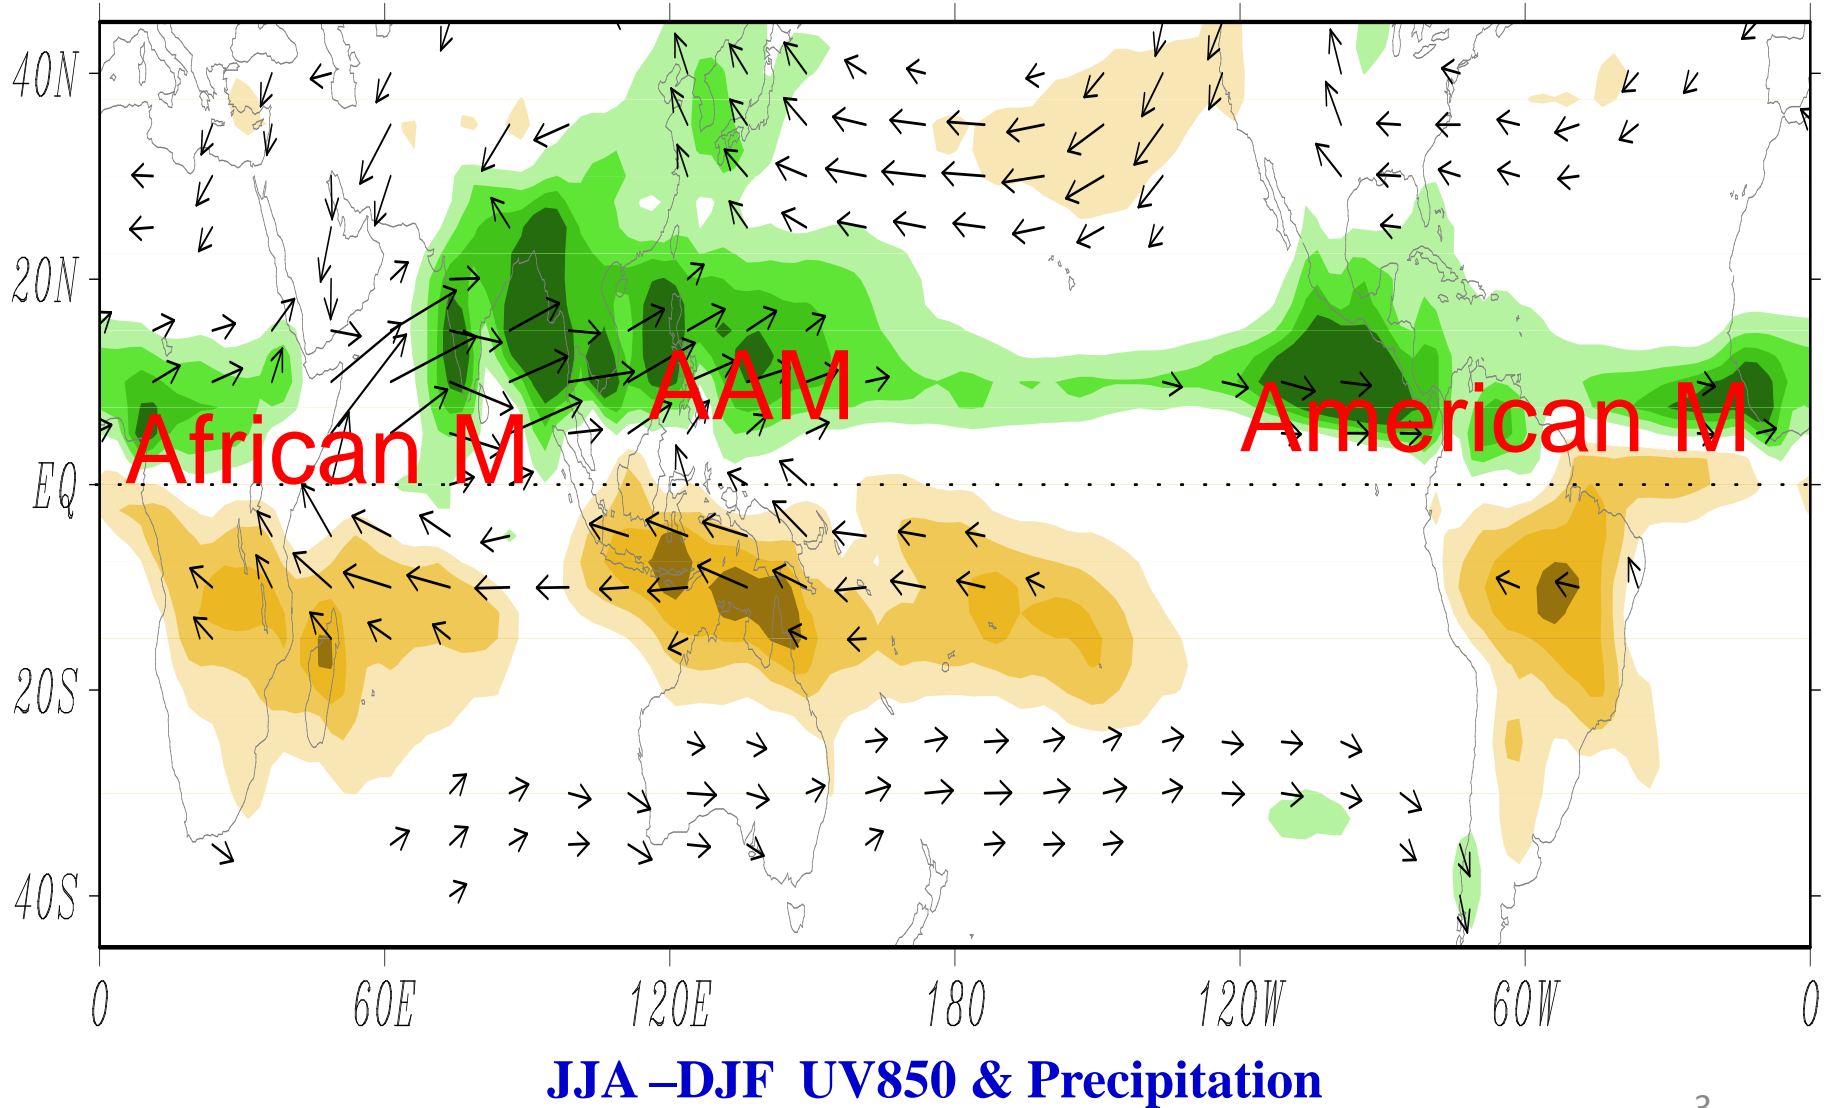 40N
20N
EQ
20S
40S
AAM
American M
African M
0 60E 120E 180 120W 60W 0
JJA –DJF UV850 & Precipitation
3